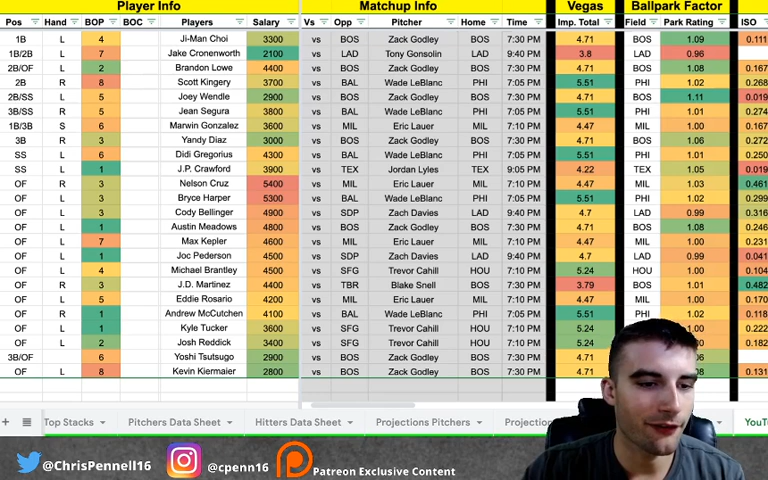 Player Info Matchup Info Vegas Ballpark Factor
Pos Hand BOP BOC Players Salary Vs Opp Pitcher Home Time Imp. Total Field Park Rating ISO
1B L 4 Ji-Man Choi 3300 vs BOS Zack Godley BOS 7:30 PM 4.71 BOS 1.09 0.111
1B/2B L 7 Jake Cronenworth 2100 vs LAD Tony Gonsolin LAD 9:40 PM 3.8 LAD 0.96
2B/OF L 2 Brandon Lowe 4400 vs BOS Zack Godley BOS 7:30 PM 4.71 BOS 1.08 0.167
2B R 8 Scott Kingery 3700 vs BAL Wade LeBlanc PHI 7:05 PM 5.51 PHI 1.02 0.268
2B/SS L 5 Joey Wendle 2900 vs BOS Zack Godley BOS 7:30 PM 4.71 BOS 1.11 0.019
3B/SS R 5 Jean Segura 3800 vs BAL Wade LeBlanc PHI 7:05 PM 5.51 PHI 1.01 0.274
1B/3B S 6 Marwin Gonzalez 3600 vs MIL Eric Lauer MIL 7:10 PM 4.47 MIL 1.00 0.167
3B R 3 Yandy Diaz 3000 vs BOS Zack Godley BOS 7:30 PM 4.71 BOS 1.06 0.272
SS L 6 Didi Gregorius 4300 vs BAL Wade LeBlanc PHI 7:05 PM 5.51 PHI 1.01 0.250
SS L 1 J.P. Crawford 3900 vs TEX Jordan Lyles TEX 9:05 PM 4.22 TEX 1.05 0.019
OF R 3 Nelson Cruz 5400 vs MIL Eric Lauer MIL 7:10 PM 4.47 MIL 1.03 0.461
OF L 3 Bryce Harper 5300 vs BAL Wade LeBlanc PHI 7:05 PM 5.51 PHI 1.02 0.299
OF L 3 Cody Bellinger 4900 vs SDP Zach Davies LAD 9:40 PM 4.7 LAD 0.99 0.316
OF L 1 Austin Meadows 4800 vs BOS Zack Godley BOS 7:30 PM 4.71 BOS 1.08 0.246
OF L 7 Max Kepler 4600 vs MIL Eric Lauer MIL 7:10 PM 4.47 MIL 1.00 0.231
OF L 1 Joc Pederson 4500 vs SDP Zach Davies LAD 9:40 PM 4.7 LAD 0.99 0.041
OF L 4 Michael Brantley 4500 vs SFG Trevor Cahill HOU 7:10 PM 5.24 HOU 1.00 0.104
OF R 3 J.D. Martinez 4400 vs TBR Blake Snell BOS 7:30 PM 3.79 BOS 1.01 0.482
OF L 5 Eddie Rosario 4200 vs MIL Eric Lauer MIL 7:10 PM 4.47 MIL 1.00 0.170
OF R 1 Andrew McCutchen 4100 vs BAL Wade LeBlanc PHI 7:05 PM 5.51 PHI 1.02 0.118
OF L 1 Kyle Tucker 3600 vs SFG Trevor Cahill HOU 7:10 PM 5.24 0.222
OF L 2 Josh Reddick 3400 vs SFG Trevor Cahill HOU 7:10 PM 5.24 0.182
3B/OF 6 Yoshi Tsutsugo 2900 vs BOS Zack Godley BOS 7:30 PM 4.71
OF L 8 Kevin Kiermaier 2800 vs BOS Zack Godley BOS 7:30 PM 4.71 0.131
Top Stacks Pitchers Data Sheet Hitters Data Sheet Projections Pitchers Projection YouTu
@ChrisPennell16 @cpenn16 Patreon Exclusive Content